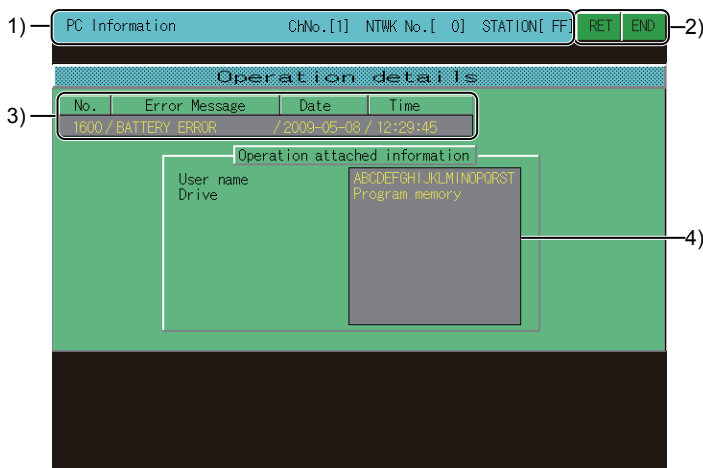 1) PC Information ChNo.[1] NTWK No.[ 0] STATION[ FF] RET END 2)
Operation details
3) No. Error Message Date Time
1600 / BATTERY ERROR / 2009-05-08 / 12:29:45
Operation attached information
User name ABCDEFGHIJKLMINOPQRST
Drive Program memory
4)